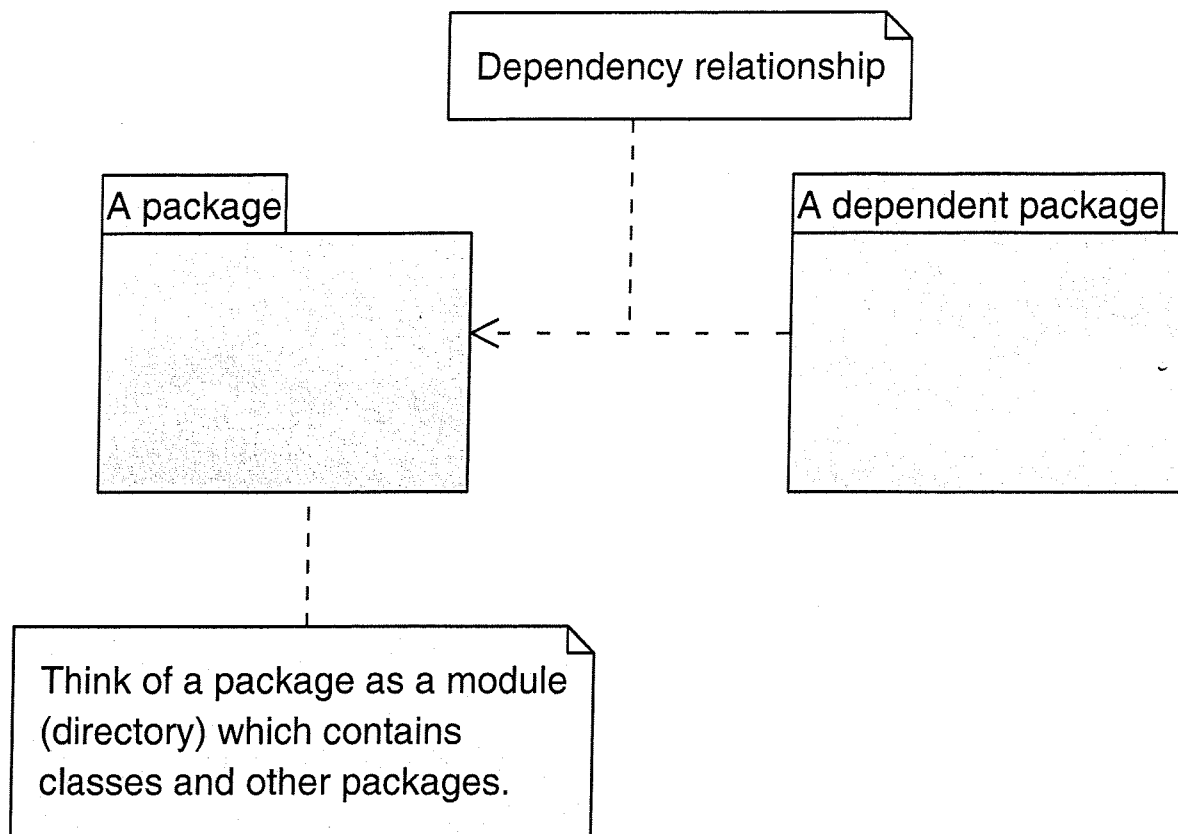 Dependency relationship
A package
A dependent package
Think of a package as a module
(directory) which contains
classes and other packages.